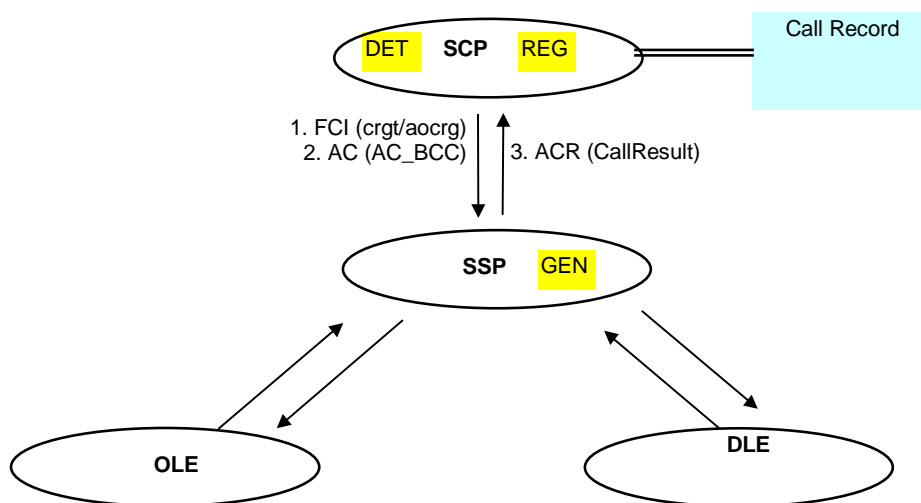 Call Record
DET SCP REG
1. FCI (crgt/aocrg)
2. AC (AC_BCC)
3. ACR (CallResult)
SSP GEN
OLE
DLE